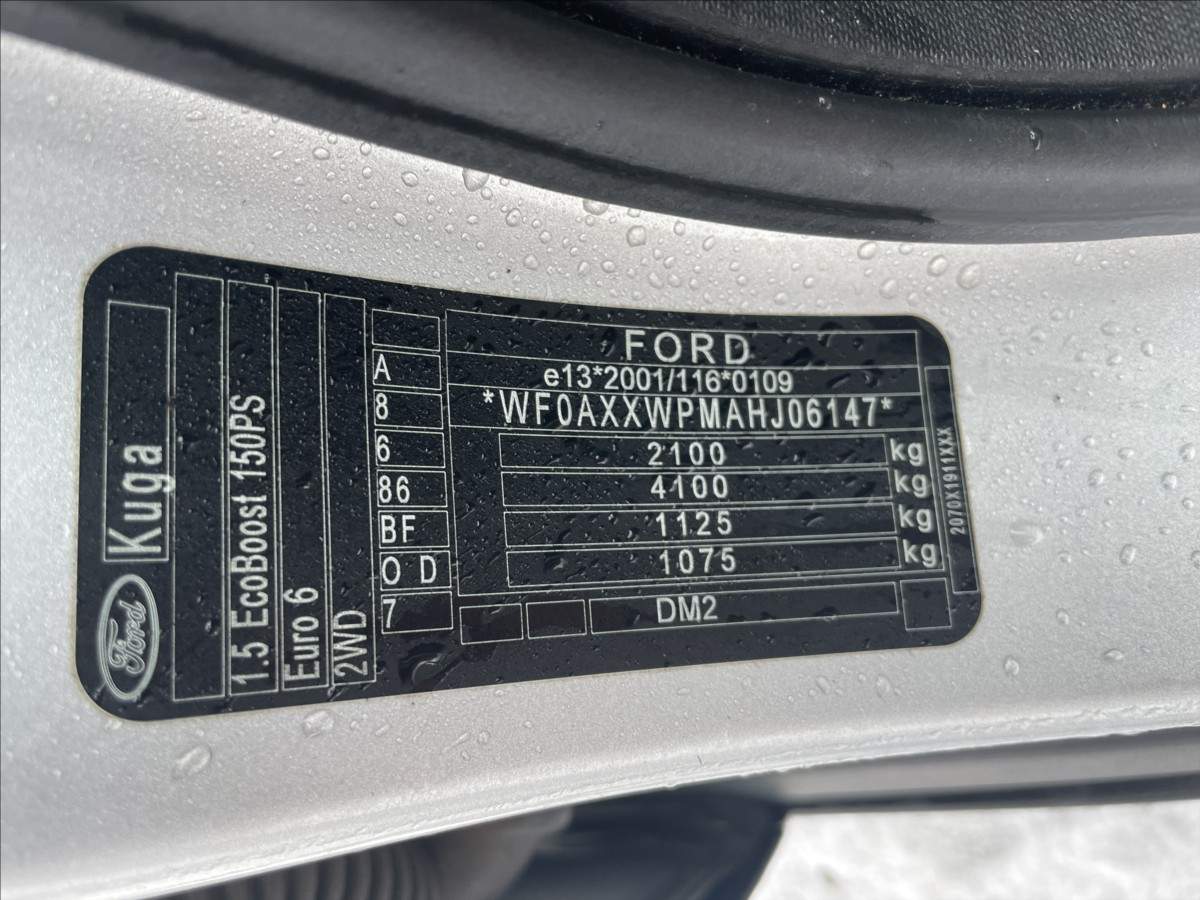 FORD
e13*2001/116*0109
*WF0AXXWPMAHJ06147*
2100 kg
4100 kg
1125 kg
1075 kg
DM2
A
8
6
86
BF
O D
7
2070X1911XXX
Ford
Kuga
1.5 EcoBoost 150PS
Euro 6
2WD